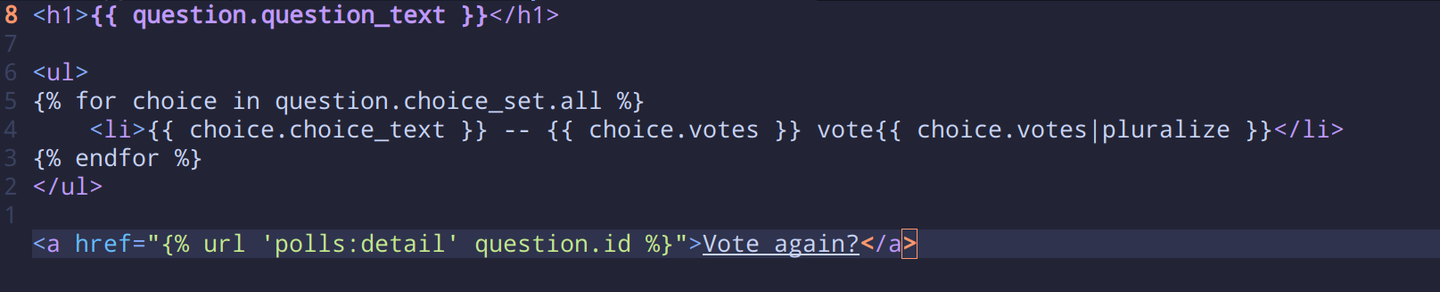 8 <h1>{{ question.question_text }}</h1>
7
6 <ul>
5 {% for choice in question.choice_set.all %}
4     <li>{{ choice.choice_text }} -- {{ choice.votes }} vote{{ choice.votes|pluralize }}</li>
3 {% endfor %}
2 </ul>
1
<a href="{% url 'polls:detail' question.id %}">Vote again?</a>